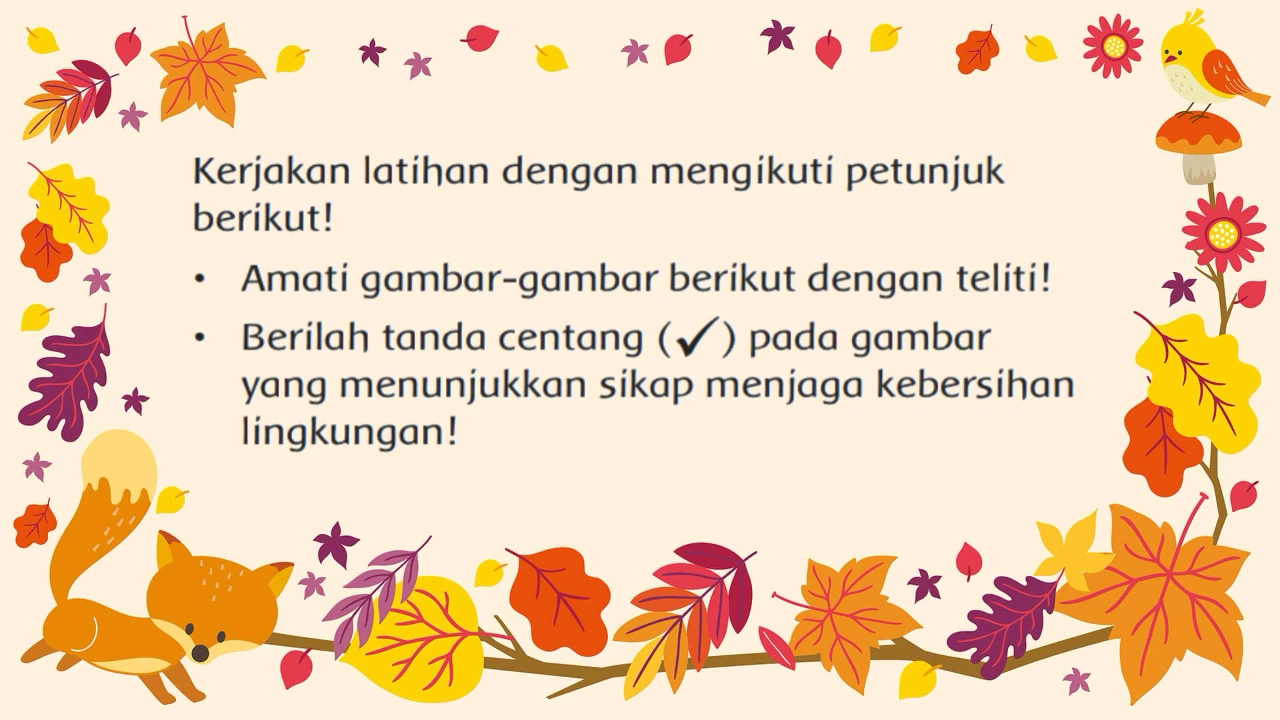 Kerjakan latihan dengan mengikuti petunjuk
berikut!
• Amati gambar-gambar berikut dengan teliti!
• Berilah tanda centang (✓) pada gambar
yang menunjukkan sikap menjaga kebersihan
lingkungan!